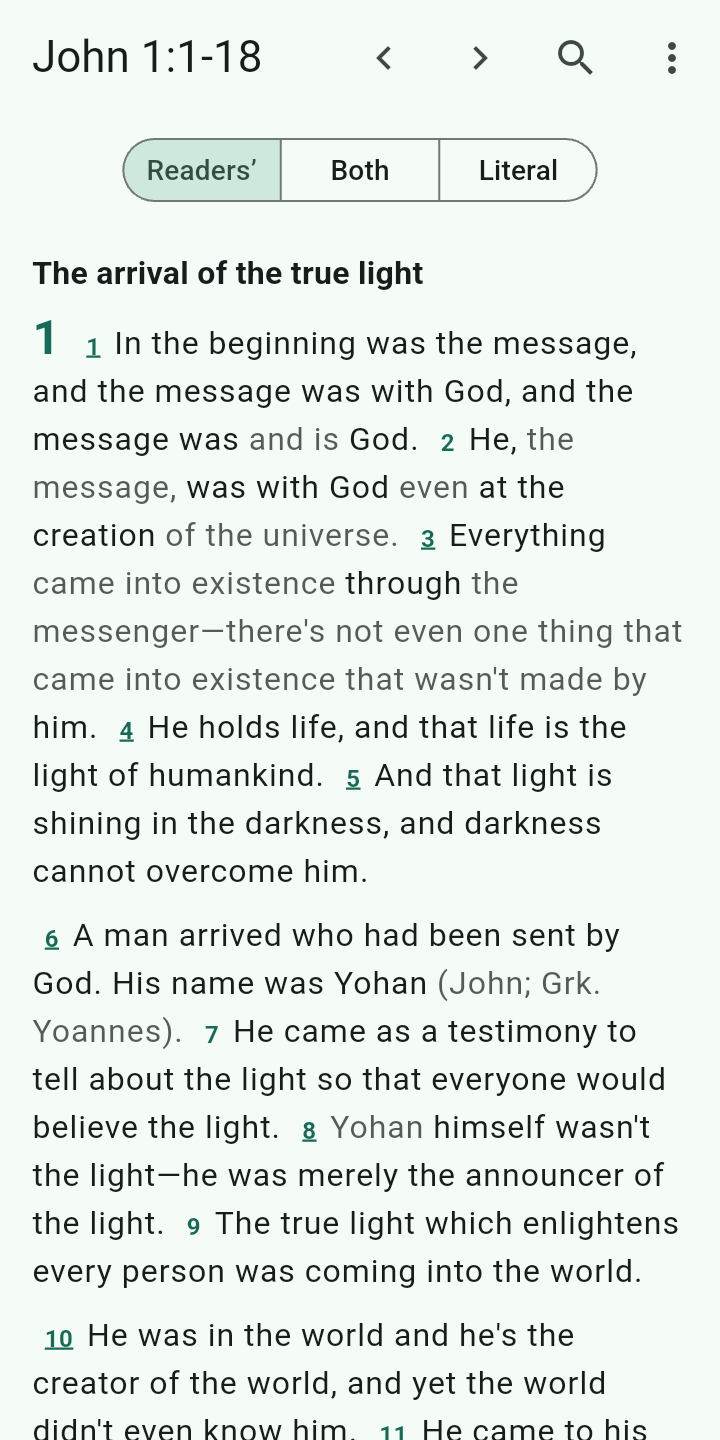 John 1:1-18
Readers’ Both Literal
The arrival of the true light
1 1 In the beginning was the message,
and the message was with God, and the
message was and is God. 2 He, the
message, was with God even at the
creation of the universe. 3 Everything
came into existence through the
messenger—there's not even one thing that
came into existence that wasn't made by
him. 4 He holds life, and that life is the
light of humankind. 5 And that light is
shining in the darkness, and darkness
cannot overcome him.
6 A man arrived who had been sent by
God. His name was Yohan (John; Grk.
Yoannes). 7 He came as a testimony to
tell about the light so that everyone would
believe the light. 8 Yohan himself wasn't
the light—he was merely the announcer of
the light. 9 The true light which enlightens
every person was coming into the world.
10 He was in the world and he's the
creator of the world, and yet the world
didn't even know him. 11 He came to his